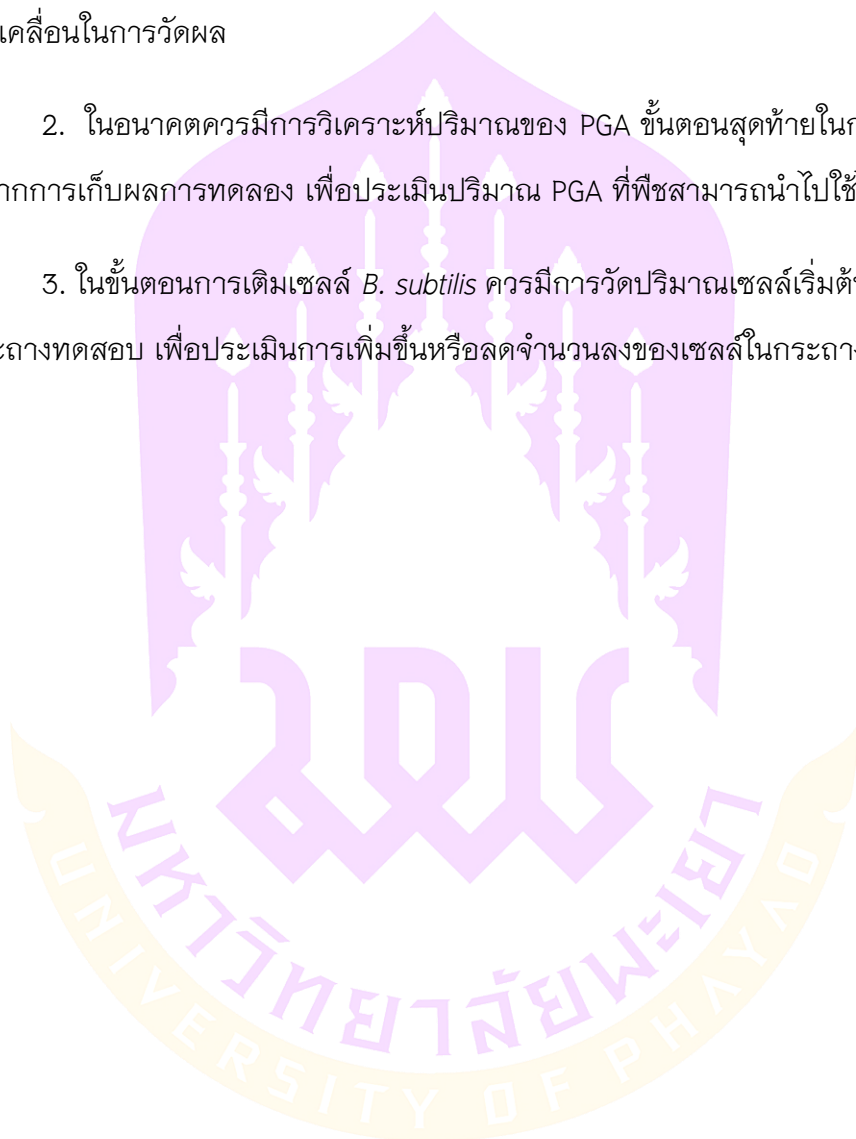 เคลื่อนในการวัดผล
2. ในอนาคตควรมีการวิเคราะห์ปริมาณของ PGA ขั้นตอนสุดท้ายใน
ากการเก็บผลการทดลอง เพื่อประเมินปริมาณ PGA ที่พืชสามารถนำไปใช้
3. ในขั้นตอนการเติมเซลล์ B. subtilis ควรมีการวัดปริมาณเซลล์เริ่มต้
ะถางทดสอบ เพื่อประเมินการเพิ่มขึ้นหรือลดจำนวนลงของเซลล์ในกระถาง
มหาวิทยาลัยพะเยา
UNIVERSITY OF PHAYAO